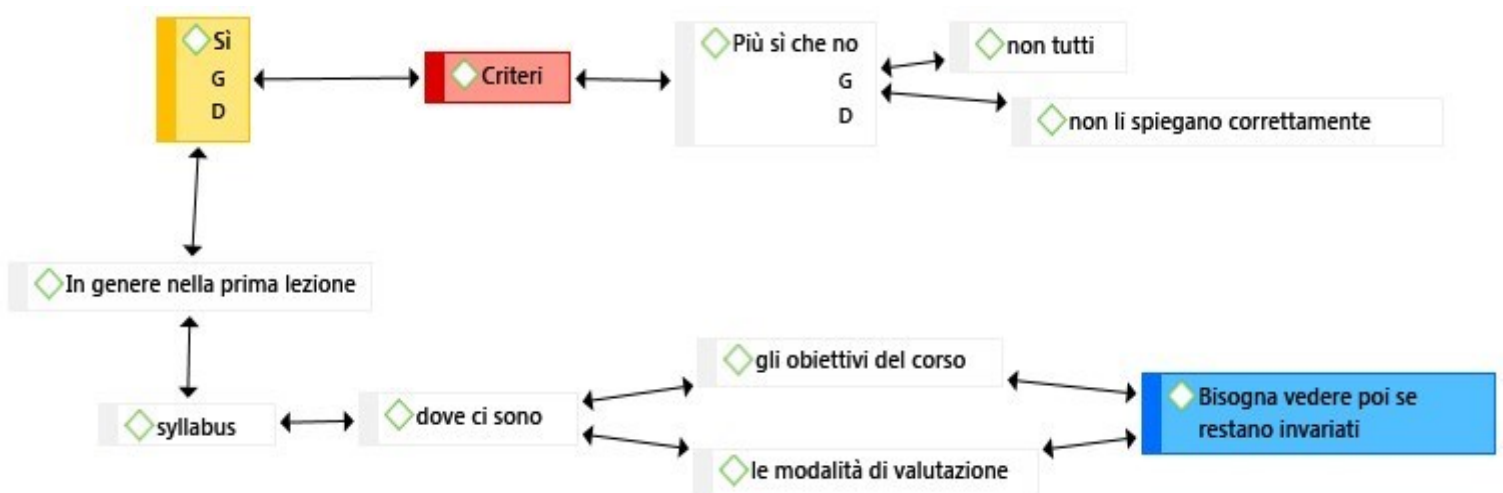 Sì
G
D
Criteri
Più sì che no
G
D
non tutti
non li spiegano correttamente
In genere nella prima lezione
syllabus
dove ci sono
gli obiettivi del corso
le modalità di valutazione
Bisogna vedere poi se
restano invariati